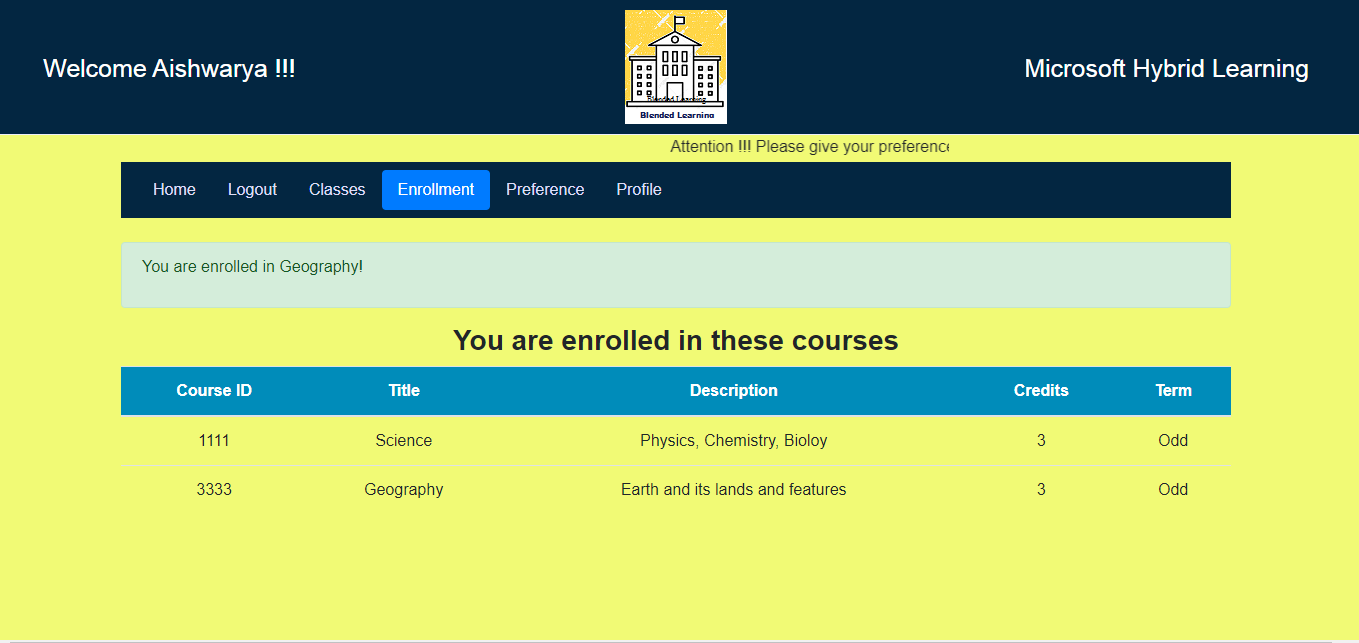 Welcome Aishwarya !!!
Blended Learning
Blended Learning
Microsoft Hybrid Learning
Attention !!! Please give your preference
Home Logout Classes Enrollment Preference Profile
You are enrolled in Geography!
You are enrolled in these courses
Course ID Title Description Credits Term
1111 Science Physics, Chemistry, Bioloy 3 Odd
3333 Geography Earth and its lands and features 3 Odd